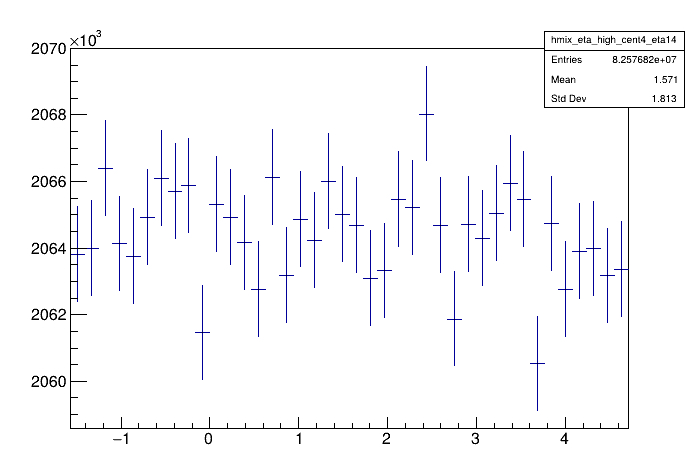 2070 ×10³
hmix_eta_high_cent4_eta14
Entries 8.257682e+07
Mean 1.571
Std Dev 1.813
2068
2066
2064
2062
2060
−1 0 1 2 3 4